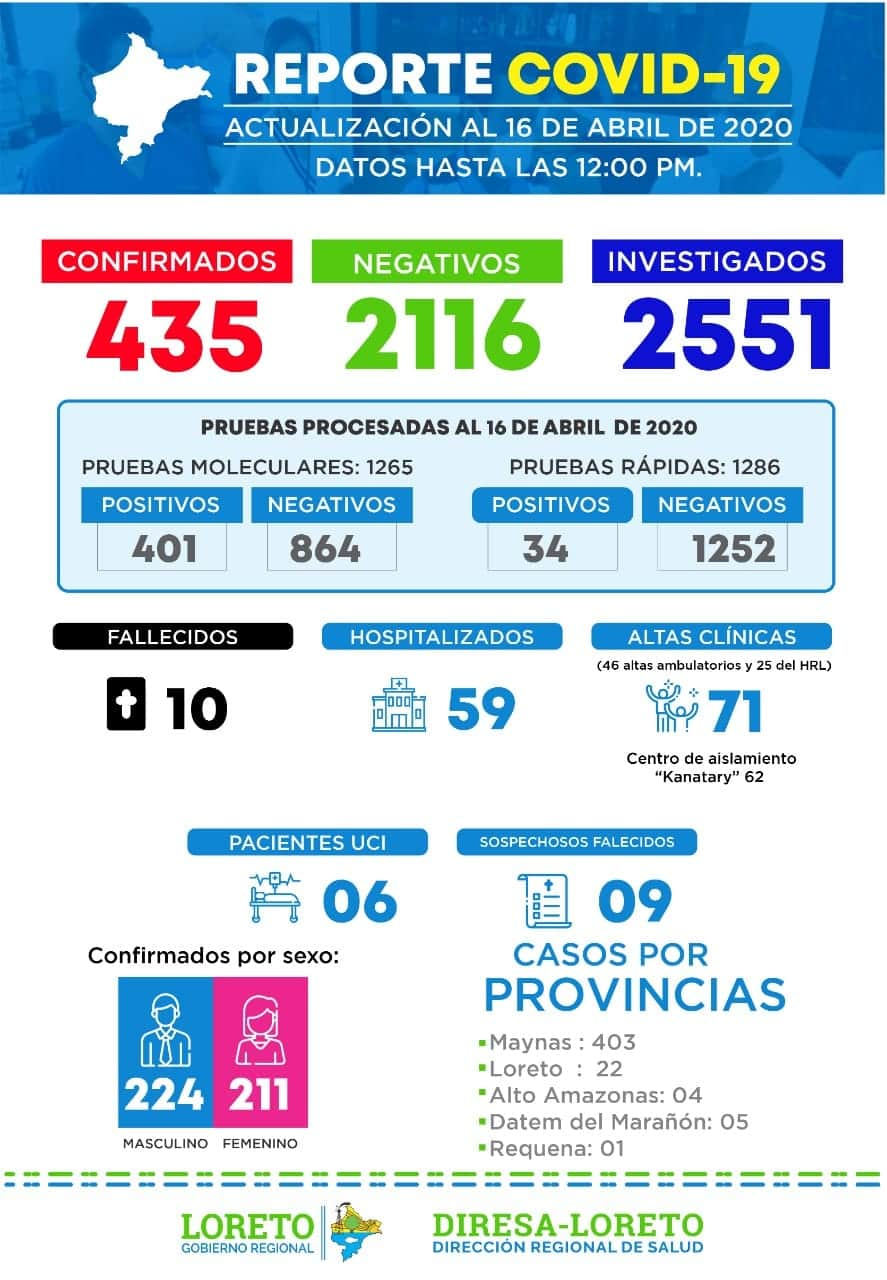 REPORTE COVID-19
ACTUALIZACIÓN AL 16 DE ABRIL DE 2020
DATOS HASTA LAS 12:00 PM.
CONFIRMADOS
435
NEGATIVOS
2116
INVESTIGADOS
2551
PRUEBAS PROCESADAS AL 16 DE ABRIL DE 2020
PRUEBAS MOLECULARES: 1265
POSITIVOS
401
NEGATIVOS
864
PRUEBAS RÁPIDAS: 1286
POSITIVOS
34
NEGATIVOS
1252
FALLECIDOS
10
HOSPITALIZADOS
59
ALTAS CLÍNICAS
(46 altas ambulatorios y 25 del HRL)
71
Centro de aislamiento
“Kanatary” 62
PACIENTES UCI
06
SOSPECHOSOS FALECIDOS
09
Confirmados por sexo:
224
MASCULINO
211
FEMENINO
CASOS POR
PROVINCIAS
Maynas : 403
Loreto : 22
Alto Amazonas: 04
Datem del Marañón: 05
Requena: 01
LORETO
GOBIERNO REGIONAL
DIRESA-LORETO
DIRECCIÓN REGIONAL DE SALUD